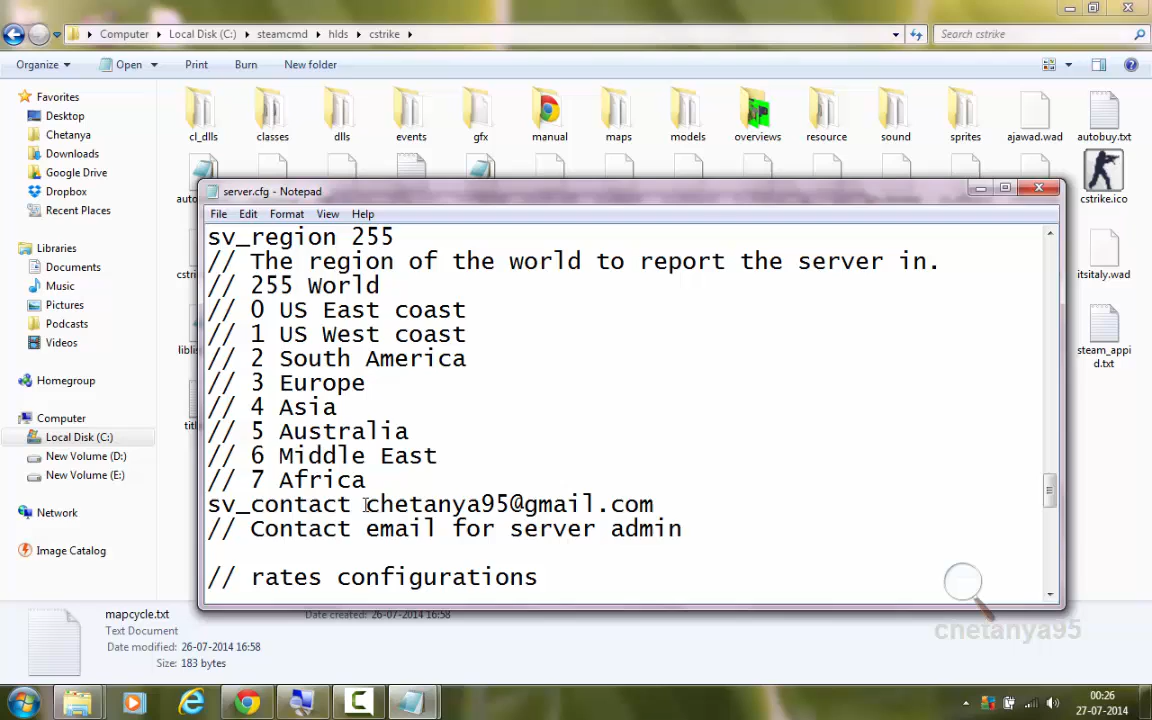 Computer
Local Disk (C:)
steamcmd
hlds
cstrike
Search cstrike
Organize
Open
Print
Burn
New folder
Favorites
Desktop
Chetanya
Downloads
Google Drive
Dropbox
Recent Places
Libraries
Documents
Music
Pictures
Podcasts
Videos
Homegroup
Computer
Local Disk (C:)
New Volume (D:)
New Volume (E:)
Network
Image Catalog
cl_dlls
classes
dlls
events
gfx
manual
maps
models
overviews
resource
sound
sprites
ajawad.wad
autobuy.txt
cstrike.ico
itsitaly.wad
steam_appi
d.txt
server.cfg - Notepad
File Edit Format View Help
sv_region 255
// The region of the world to report the server in.
// 255 World
// 0 US East coast
// 1 US West coast
// 2 South America
// 3 Europe
// 4 Asia
// 5 Australia
// 6 Middle East
// 7 Africa
sv_contact chetanya95@gmail.com
// Contact email for server admin
// rates configurations
mapcycle.txt
Date created: 26-07-2014 16:58
Text Document
Date modified: 26-07-2014 16:58
Size: 183 bytes
chetanya95
00:26
27-07-2014